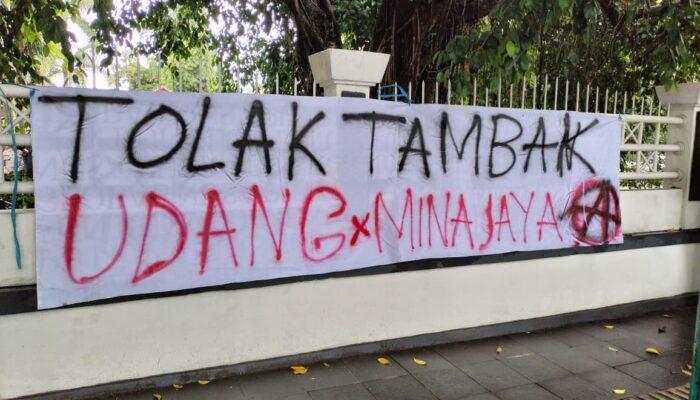 TOLAK TAMBAK
UDANG x MINAJAYA Ⓐ